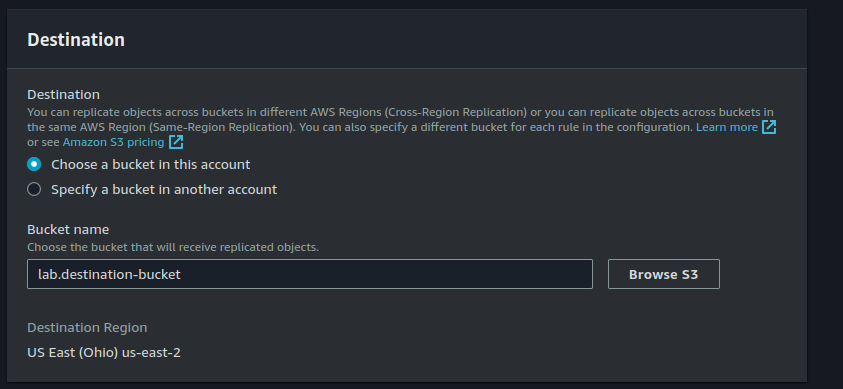 Destination
Destination
You can replicate objects across buckets in different AWS Regions (Cross-Region Replication) or you can replicate objects across buckets in
the same AWS Region (Same-Region Replication). You can also specify a different bucket for each rule in the configuration. Learn more
or see Amazon S3 pricing
Choose a bucket in this account
Specify a bucket in another account
Bucket name
Choose the bucket that will receive replicated objects.
lab.destination-bucket Browse S3
Destination Region
US East (Ohio) us-east-2